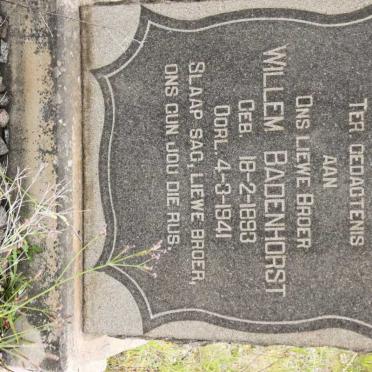 TER GEDAGTENIS
AAN
ONS LIEWE BROER
WILLEM BADENHORST
GEB. 18-2-1893
OORL. 4-3-1941
SLAAP SAG, LIEWE BROER,
ONS GUN JOU DIE RUS.